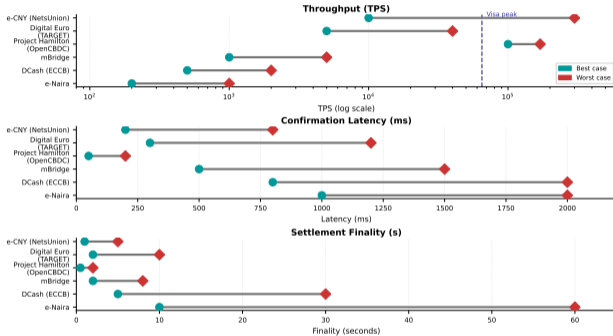 Throughput (TPS)
e-CNY (NetsUnion)
Visa peak
Digital Euro
(TARGET)
Project Hamilton
(OpenCBDC)
mBridge
DCash (ECCB)
e-Naira
Best case
Worst case
10² 10³ 10⁴ 10⁵
TPS (log scale)
Confirmation Latency (ms)
e-CNY (NetsUnion)
Digital Euro
(TARGET)
Project Hamilton
(OpenCBDC)
mBridge
DCash (ECCB)
e-Naira
0 250 500 750 1000 1250 1500 1750 2000
Latency (ms)
Settlement Finality (s)
e-CNY (NetsUnion)
Digital Euro
(TARGET)
Project Hamilton
(OpenCBDC)
mBridge
DCash (ECCB)
e-Naira
0 10 20 30 40 50 60
Finality (seconds)